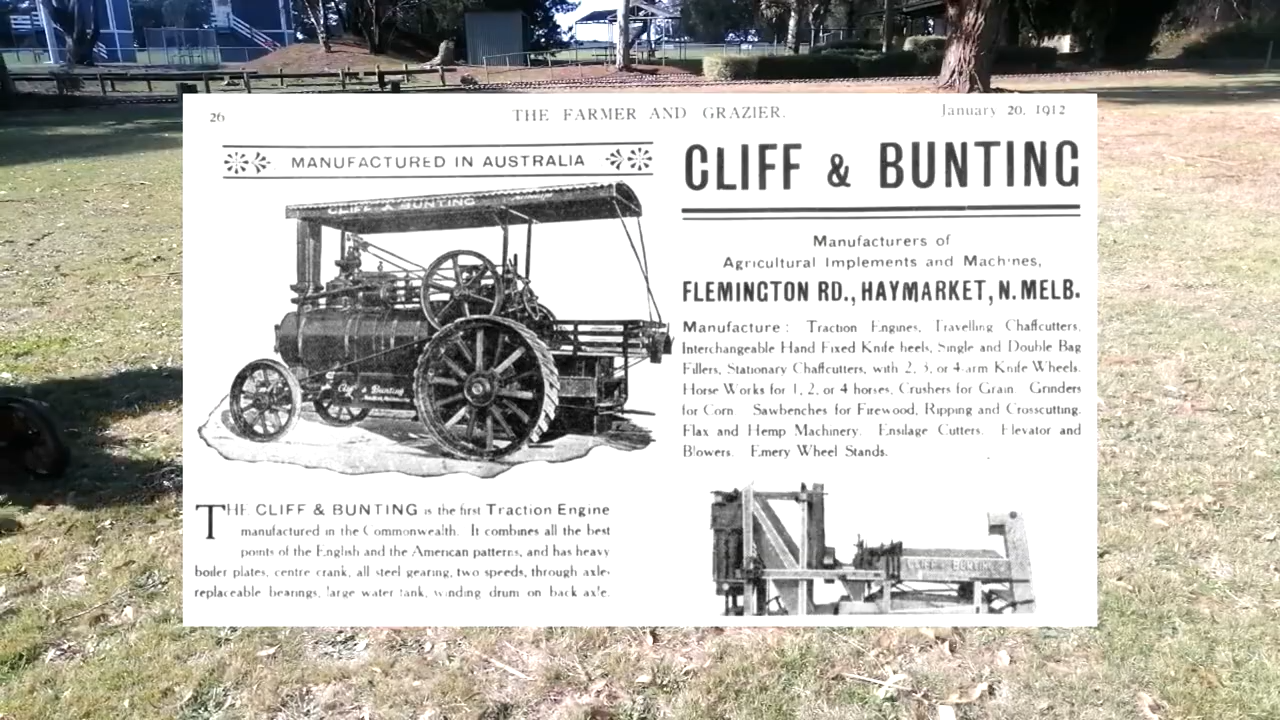 26 THE FARMER AND GRAZIER. January 20, 1912
MANUFACTURED IN AUSTRALIA
CLIFF & BUNTING
Cliff & Bunting
THE CLIFF & BUNTING is the first Traction Engine
manufactured in the Commonwealth. It combines all the best
points of the English and the American patterns, and has heavy
boiler plates, centre crank, all steel gearing, two speeds, through axle,
replaceable bearings, large water tank, winding drum on back axle.
CLIFF & BUNTING
Manufacturers of
Agricultural Implements and Machines,
FLEMINGTON RD., HAYMARKET, N. MELB.
Manufacture: Traction Engines, Travelling Chaffcutters,
Interchangeable Hand Fixed Knife heels, Single and Double Bag
Fillers, Stationary Chaffcutters, with 2, 3, or 4-arm Knife Wheels.
Horse Works for 1, 2, or 4 horses, Crushers for Grain. Grinders
for Corn. Sawbenches for Firewood, Ripping and Crosscutting.
Flax and Hemp Machinery. Ensilage Cutters. Elevator and
Blowers. Emery Wheel Stands.
CLIFF & BUNTING